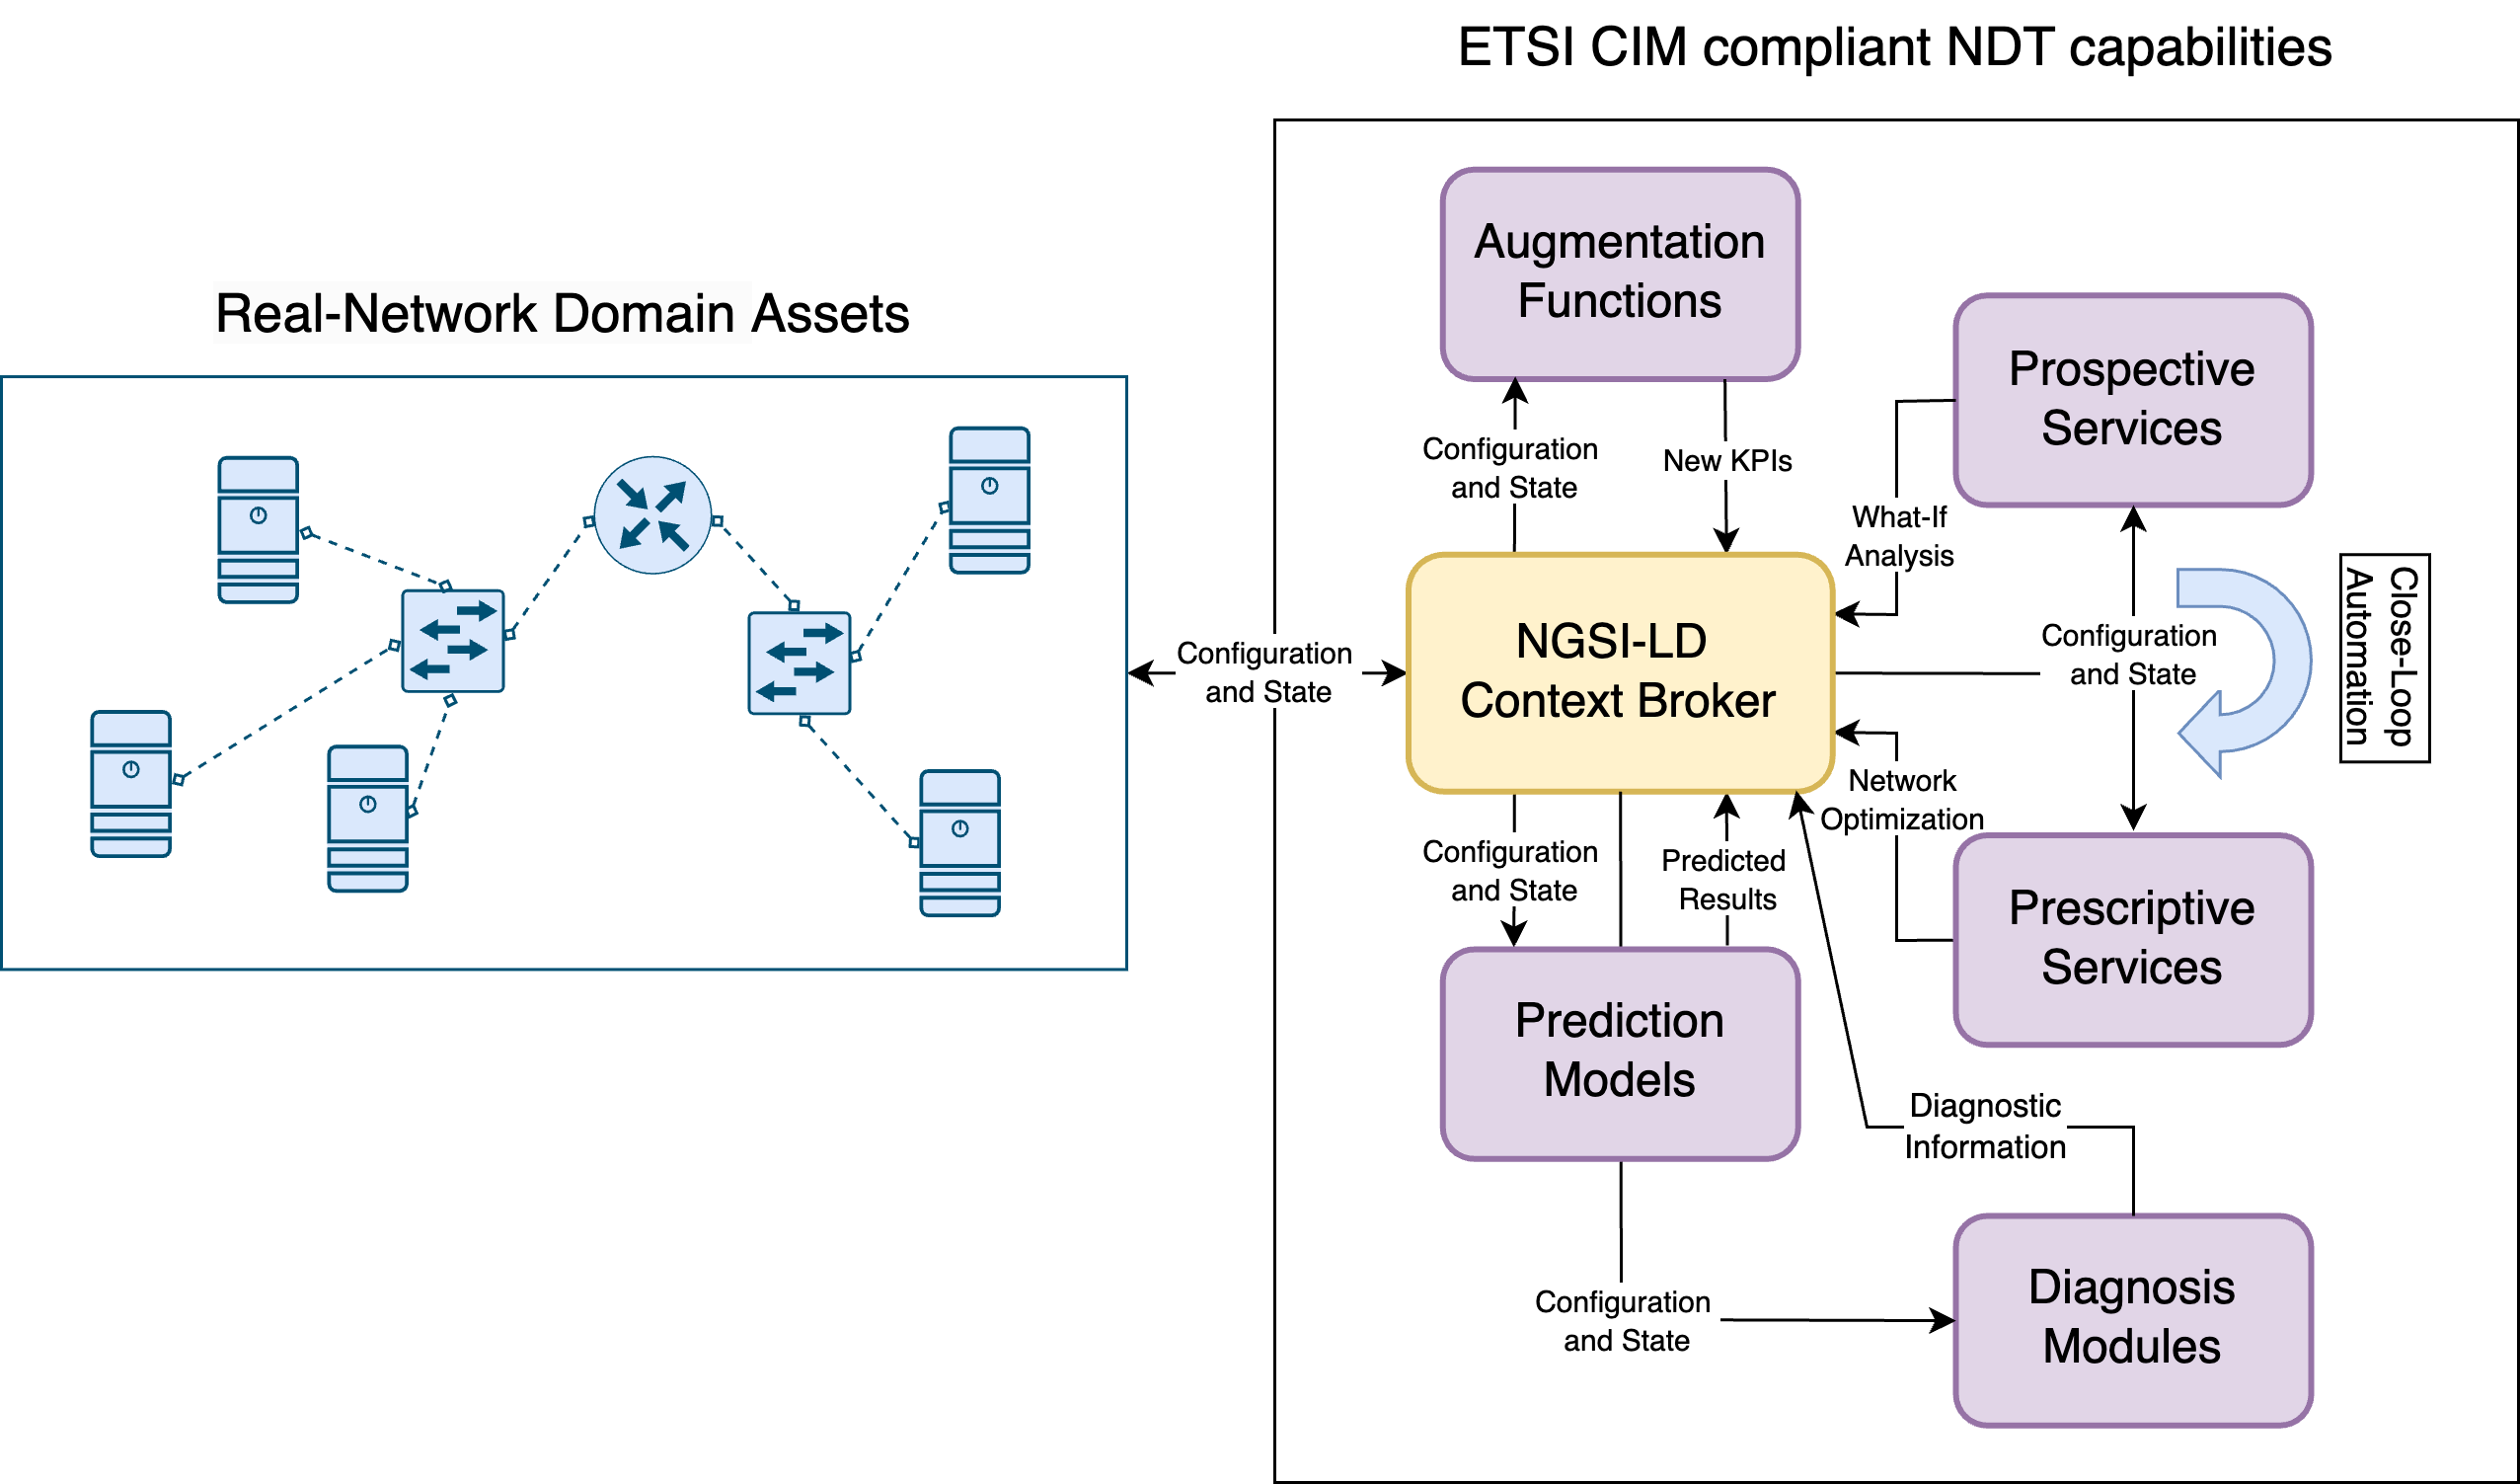 ETSI CIM compliant NDT capabilities
Real-Network Domain Assets
Augmentation
Functions
Prospective
Services
Configuration
and State
New KPIs
What-If
Analysis
Configuration
and State
NGSI-LD
Context Broker
Configuration
and State
Close-Loop
Automation
Network
Optimization
Configuration
and State
Predicted
Results
Prescriptive
Services
Prediction
Models
Diagnostic
Information
Configuration
and State
Diagnosis
Modules